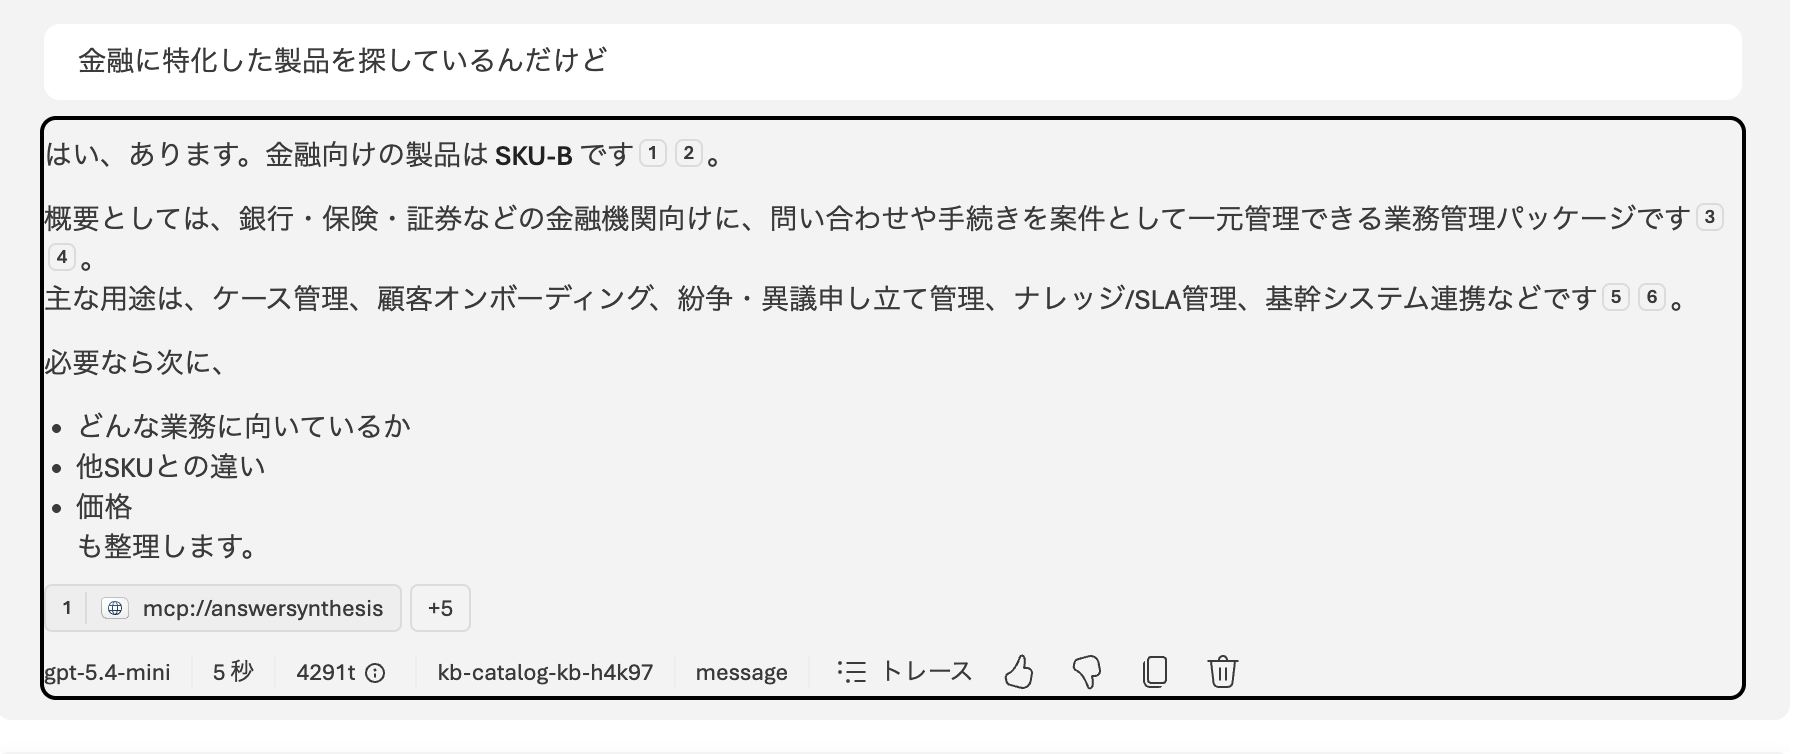 金融に特化した製品を探しているんだけど
はい、あります。金融向けの製品は SKU-B です 1 2 。
概要としては、銀行・保険・証券などの金融機関向けに、問い合わせや手続きを案件として一元管理できる業務管理パッケージです 3
4 。
主な用途は、ケース管理、顧客オンボーディング、紛争・異議申し立て管理、ナレッジ/SLA管理、基幹システム連携などです 5 6 。
必要なら次に、
• どんな業務に向いているか
• 他SKUとの違い
• 価格
も整理します。
1 mcp://answersynthesis +5
gpt-5.4-mini 5 秒 4291t kb-catalog-kb-h4k97 message トレース